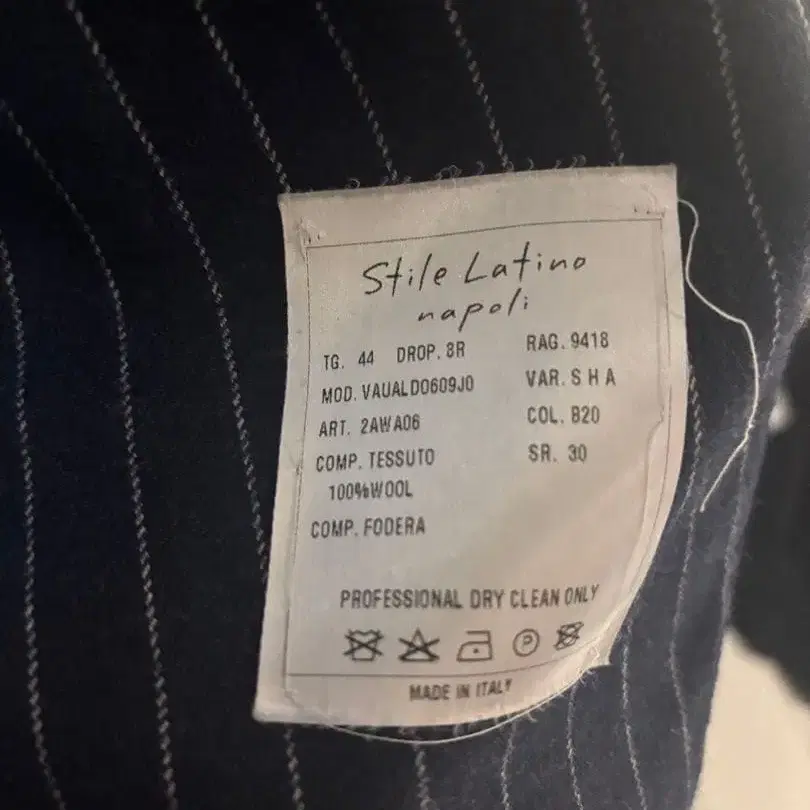 Stile Latino
napoli
TG. 44 DROP. 8R RAG. 9418
MOD. VAUALD0609J0 VAR. S H A
ART. 2AWA06 COL. B20
COMP. TESSUTO SR. 30
100%WOOL
COMP. FODERA
PROFESSIONAL DRY CLEAN ONLY
P
MADE IN ITALY